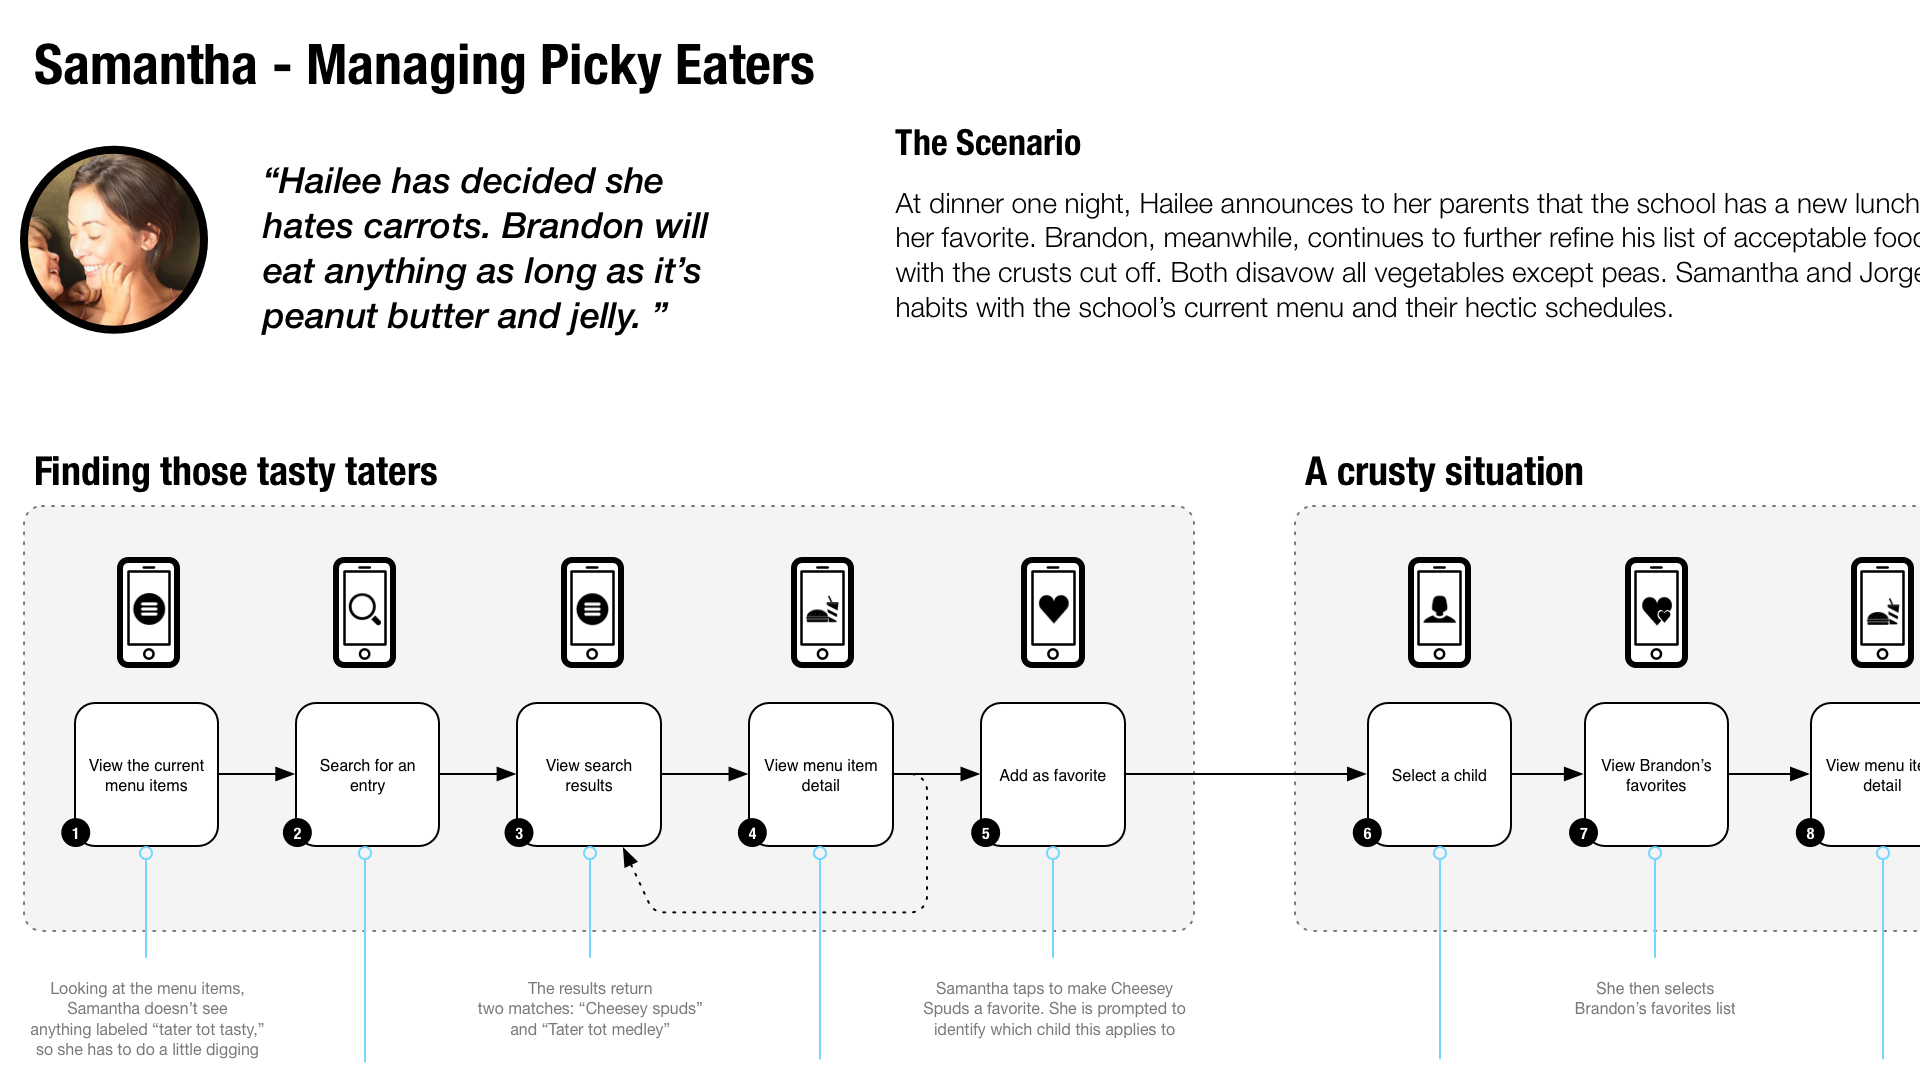 Samantha - Managing Picky Eaters
“Hailee has decided she
hates carrots. Brandon will
eat anything as long as it’s
peanut butter and jelly. ”
The Scenario
At dinner one night, Hailee announces to her parents that the school has a new lunch
her favorite. Brandon, meanwhile, continues to further refine his list of acceptable
with the crusts cut off. Both disavow all vegetables except peas. Samantha and Jorge
habits with the school’s current menu and their hectic schedules.
Finding those tasty taters
View the current
menu items
1
Search for an
entry
2
View search
results
3
View menu item
detail
4
Add as favorite
5
A crusty situation
Select a child
6
View Brandon’s
favorites
7
View menu
detail
8
Looking at the menu items,
Samantha doesn’t see
anything labeled “tater tot tasty,”
so she has to do a little digging
The results return
two matches: “Cheesey spuds”
and “Tater tot medley”
Samantha taps to make Cheesey
Spuds a favorite. She is prompted to
identify which child this applies to
She then selects
Brandon’s favorites list